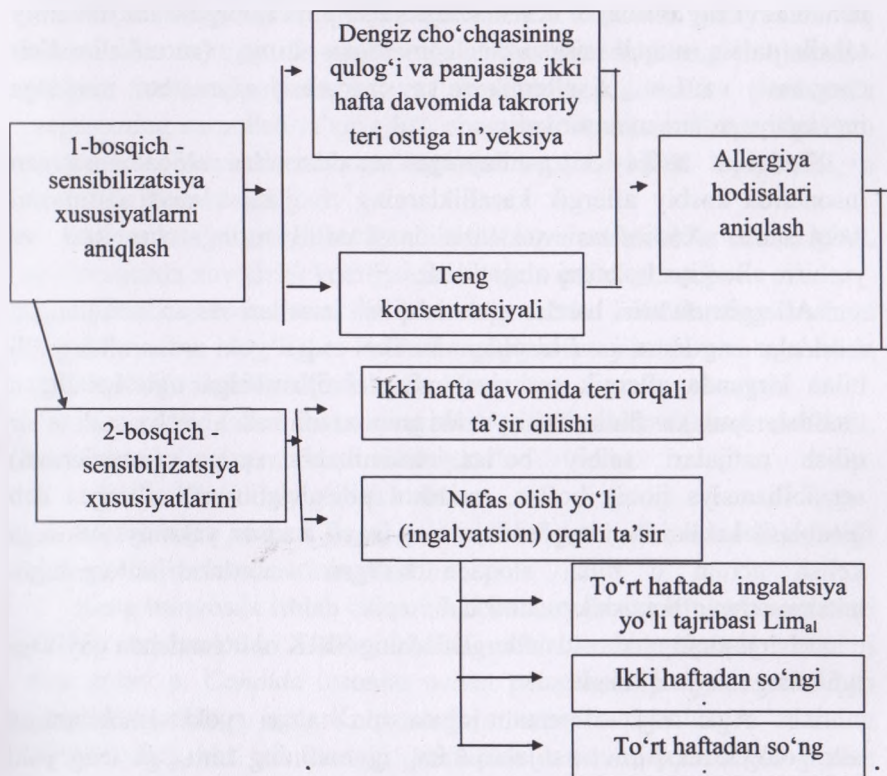 Dengiz cho‘chqasining
qulog‘i va panjasiga ikki
hafta davomida takroriy
teri ostiga in’yeksiya
1-bosqich -
sensibilizatsiya
xususiyatlarni
aniqlash
Allergiya
hodisalari
aniqlash
Teng
konsentratsiyali
Ikki hafta davomida teri orqali
ta’sir qilishi
2-bosqich -
sensibilizatsiya
xususiyatlarini
Nafas olish yo‘li
(ingalyatsion) orqali ta’sir
To‘rt haftada ingalatsiya
yo‘li tajribasi Limal
Ikki haftadan so‘ngi
To‘rt haftadan so‘ng